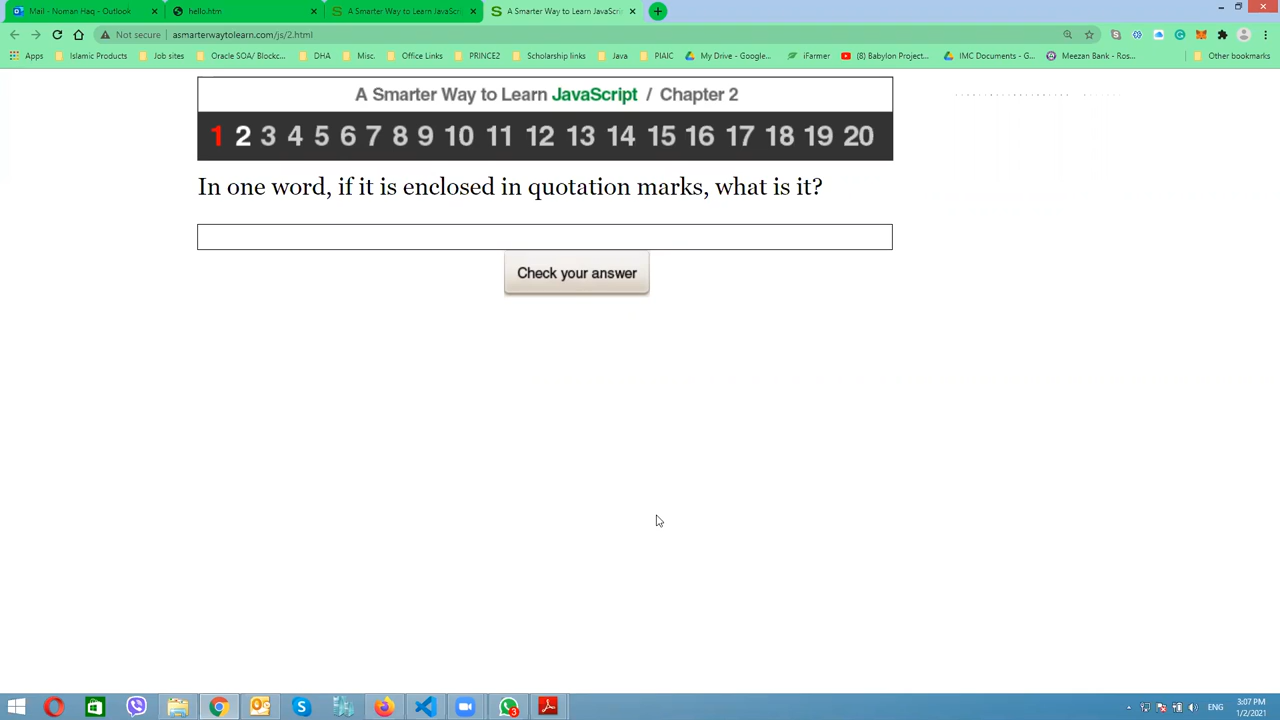 Mail - Noman Haq - Outlook
hello.htm
A Smarter Way to Learn JavaScri
A Smarter Way to Learn JavaScri
Not secure | asmarterwaytolearn.com/js/2.html
Apps Islamic Products Job sites Oracle SOA/ Blockc... DHA Misc. Office Links PRINCE2 Scholarship links Java PIAIC My Drive - Google... iFarmer (8) Babylon Project... IMC Documents - G... Meezan Bank - Ros... Other bookmarks
A Smarter Way to Learn JavaScript / Chapter 2
1 2 3 4 5 6 7 8 9 10 11 12 13 14 15 16 17 18 19 20
In one word, if it is enclosed in quotation marks, what is it?
Check your answer
3
ENG
3:07 PM
1/2/2021